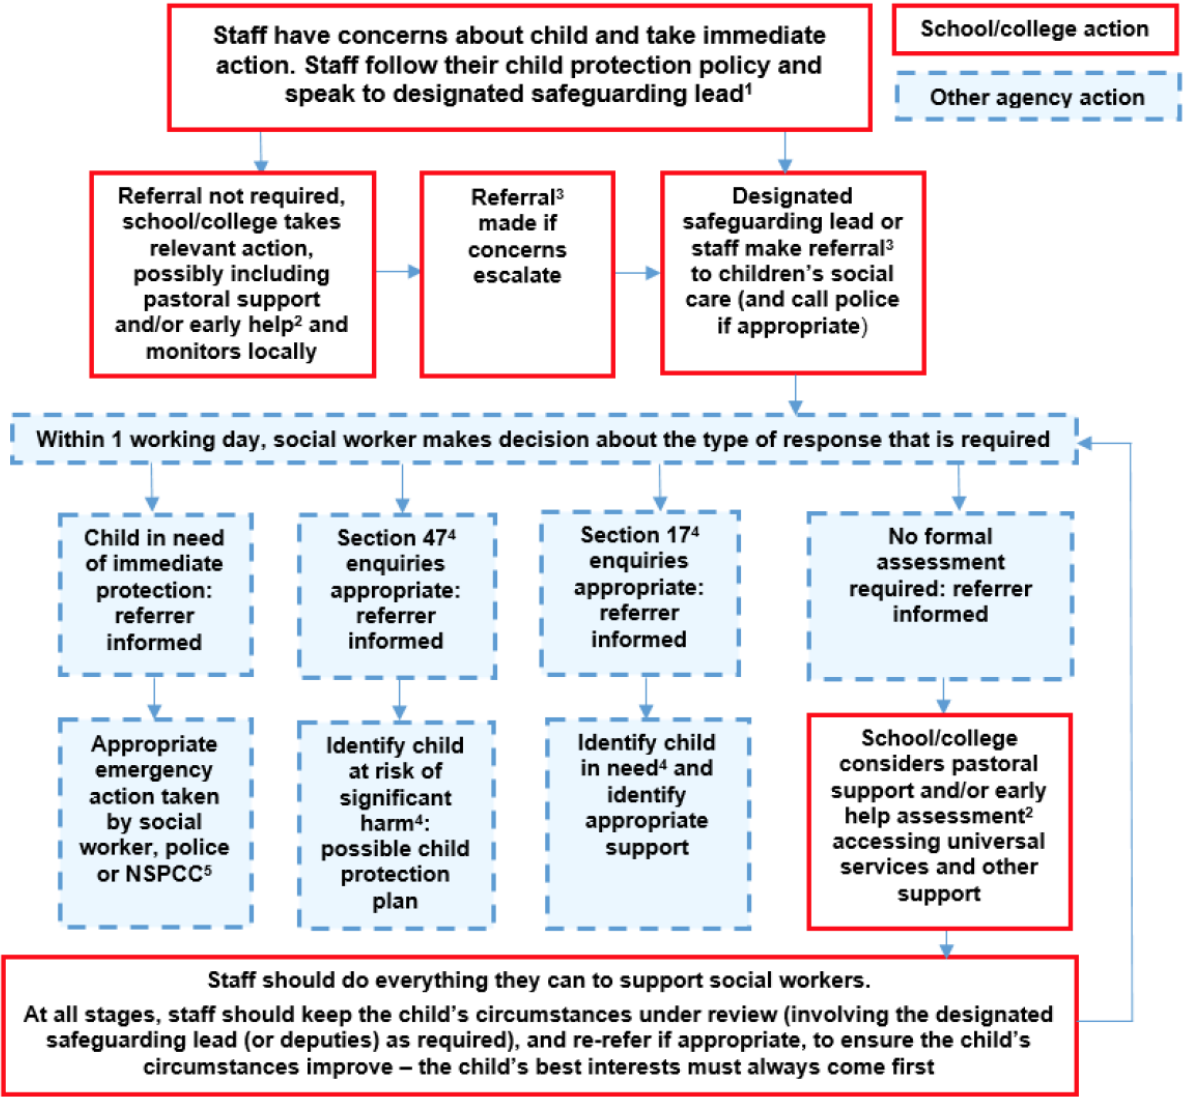 Staff have concerns about child and take immediate
action. Staff follow their child protection policy and
speak to designated safeguarding lead¹
School/college action
Other agency action
Referral not required,
school/college takes
relevant action,
possibly including
pastoral support
and/or early help² and
monitors locally
Referral³
made if
concerns
escalate
Designated
safeguarding lead or
staff make referral³
to children’s social
care (and call police
if appropriate)
Within 1 working day, social worker makes decision about the type of response that is required
Child in need
of immediate
protection:
referrer
informed
Section 47⁴
enquiries
appropriate:
referrer
informed
Section 17⁴
enquiries
appropriate:
referrer
informed
No formal
assessment
required: referrer
informed
Appropriate
emergency
action taken
by social
worker, police
or NSPCC⁵
Identify child
at risk of
significant
harm⁴:
possible child
protection
plan
Identify child
in need⁴ and
identify
appropriate
support
School/college
considers pastoral
support and/or early
help assessment²
accessing universal
services and other
support
Staff should do everything they can to support social workers.
At all stages, staff should keep the child’s circumstances under review (involving the designated
safeguarding lead (or deputies) as required), and re-refer if appropriate, to ensure the child’s
circumstances improve – the child’s best interests must always come first